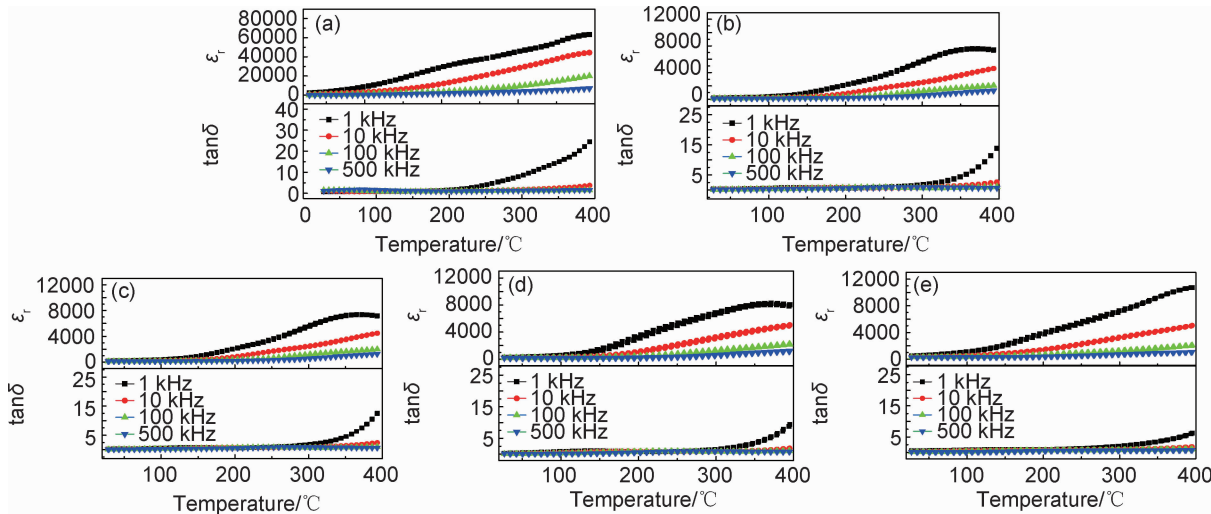 (a)
80000
60000
40000
20000
0
εr
40
30
20
10
0
tanδ
1 kHz
10 kHz
100 kHz
500 kHz
0 100 200 300 400
Temperature/℃
(b)
12000
8000
4000
0
εr
25
15
5
tanδ
1 kHz
10 kHz
100 kHz
500 kHz
100 200 300 400
Temperature/℃
(c)
12000
8000
4000
0
εr
25
15
5
tanδ
1 kHz
10 kHz
100 kHz
500 kHz
100 200 300 400
Temperature/℃
(d)
12000
8000
4000
0
εr
25
15
5
tanδ
1 kHz
10 kHz
100 kHz
500 kHz
100 200 300 400
Temperature/℃
(e)
12000
8000
4000
0
εr
25
15
5
tanδ
1 kHz
10 kHz
100 kHz
500 kHz
100 200 300 400
Temperature/℃